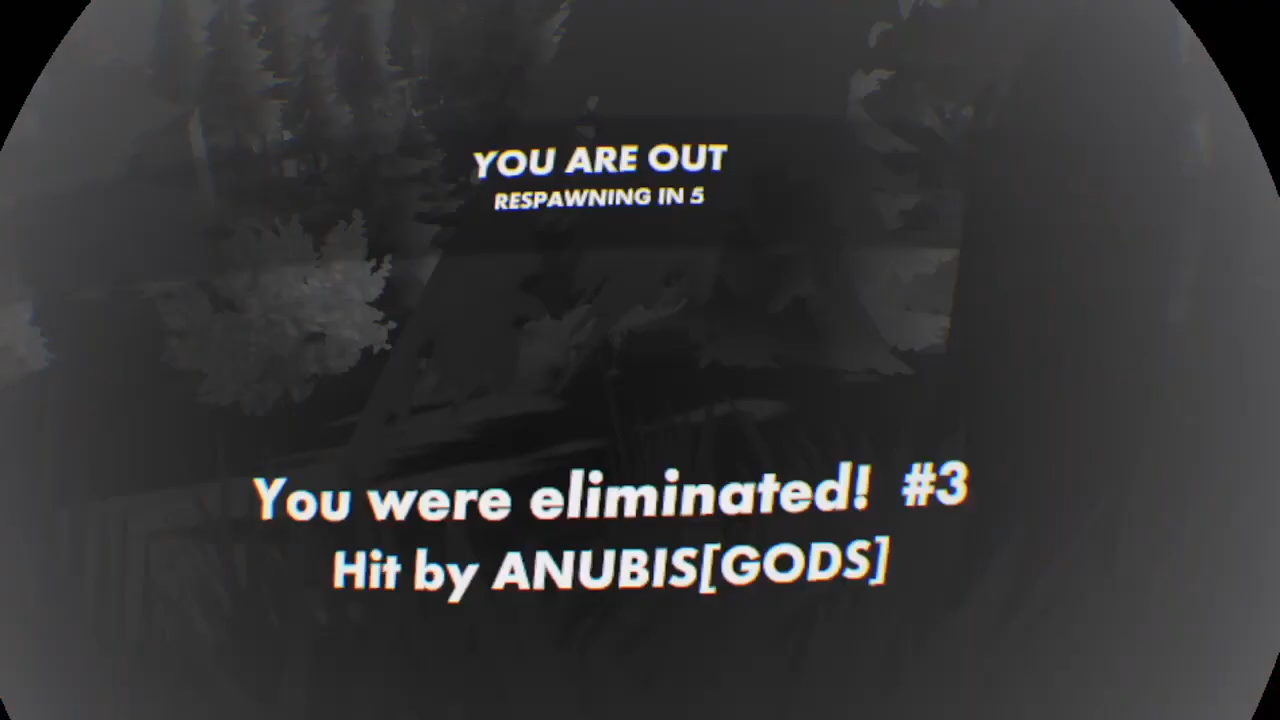 YOU ARE OUT
RESPAWNING IN 5
You were eliminated! #3
Hit by ANUBIS[GODS]